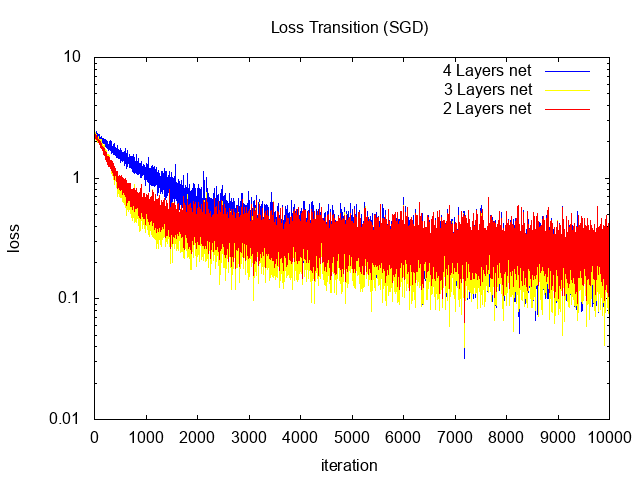 Loss Transition (SGD)
10
4 Layers net
3 Layers net
2 Layers net
1
loss
0.1
0.01
0 1000 2000 3000 4000 5000 6000 7000 8000 9000 10000
iteration